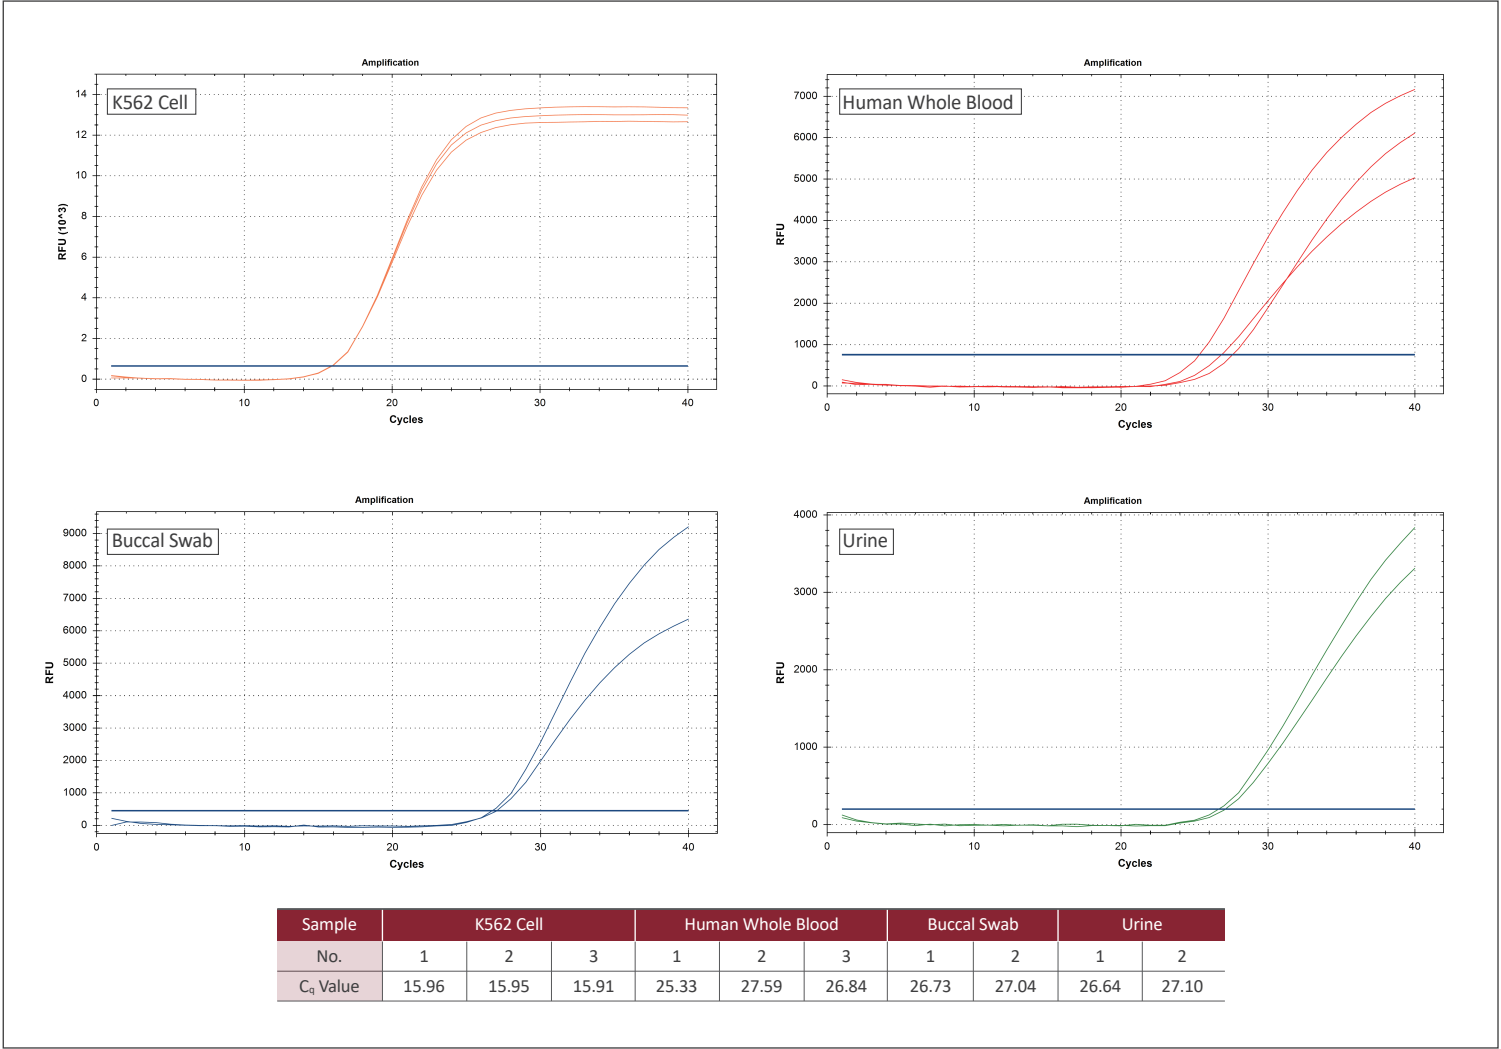 Amplification
K562 Cell
RFU (10^3)
14
12
10
8
6
4
2
0
0 10 20 30 40
Cycles
Amplification
Human Whole Blood
RFU
7000
6000
5000
4000
3000
2000
1000
0
0 10 20 30 40
Cycles
Amplification
Buccal Swab
RFU
9000
8000
7000
6000
5000
4000
3000
2000
1000
0
0 10 20 30 40
Cycles
Amplification
Urine
RFU
4000
3000
2000
1000
0
0 10 20 30 40
Cycles
Sample K562 Cell Human Whole Blood Buccal Swab Urine
No. 1 2 3 1 2 3 1 2 1 2
Cq Value 15.96 15.95 15.91 25.33 27.59 26.84 26.73 27.04 26.64 27.10